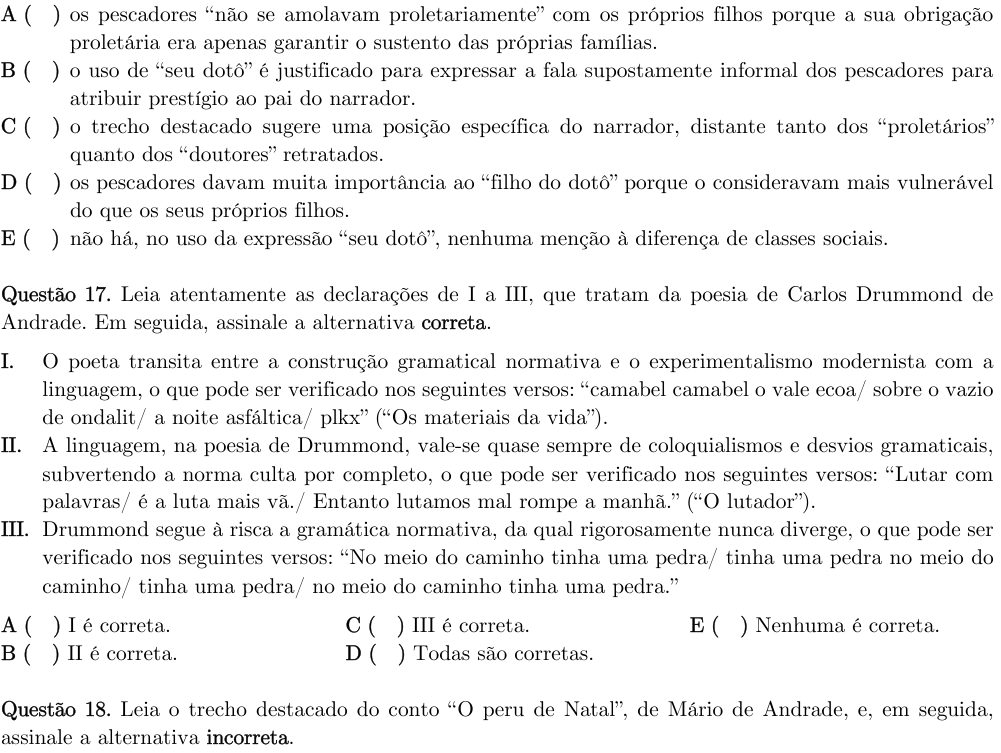 A (   ) os pescadores “não se amolavam proletariamente” com os próprios filhos porque a sua obrigação
proletária era apenas garantir o sustento das próprias famílias.
B (   ) o uso de “seu dotô” é justificado para expressar a fala supostamente informal dos pescadores para
atribuir prestígio ao pai do narrador.
C (   ) o trecho destacado sugere uma posição específica do narrador, distante tanto dos “proletários”
quanto dos “doutores” retratados.
D (   ) os pescadores davam muita importância ao “filho do dotô” porque o consideravam mais vulnerável
do que os seus próprios filhos.
E (   ) não há, no uso da expressão “seu dotô”, nenhuma menção à diferença de classes sociais.
Questão 17. Leia atentamente as declarações de I a III, que tratam da poesia de Carlos Drummond de
Andrade. Em seguida, assinale a alternativa correta.
I. O poeta transita entre a construção gramatical normativa e o experimentalismo modernista com a
linguagem, o que pode ser verificado nos seguintes versos: “camabel camabel o vale ecoa/ sobre o vazio
de ondalit/ a noite asfáltica/ plkx” (“Os materiais da vida”).
II. A linguagem, na poesia de Drummond, vale-se quase sempre de coloquialismos e desvios gramaticais,
subvertendo a norma culta por completo, o que pode ser verificado nos seguintes versos: “Lutar com
palavras/ é a luta mais vã./ Entanto lutamos mal rompe a manhã.” (“O lutador”).
III. Drummond segue à risca a gramática normativa, da qual rigorosamente nunca diverge, o que pode ser
verificado nos seguintes versos: “No meio do caminho tinha uma pedra/ tinha uma pedra no meio do
caminho/ tinha uma pedra/ no meio do caminho tinha uma pedra.”
A (   ) I é correta. C (   ) III é correta. E (   ) Nenhuma é correta.
B (   ) II é correta. D (   ) Todas são corretas.
Questão 18. Leia o trecho destacado do conto “O peru de Natal”, de Mário de Andrade, e, em seguida,
assinale a alternativa incorreta.